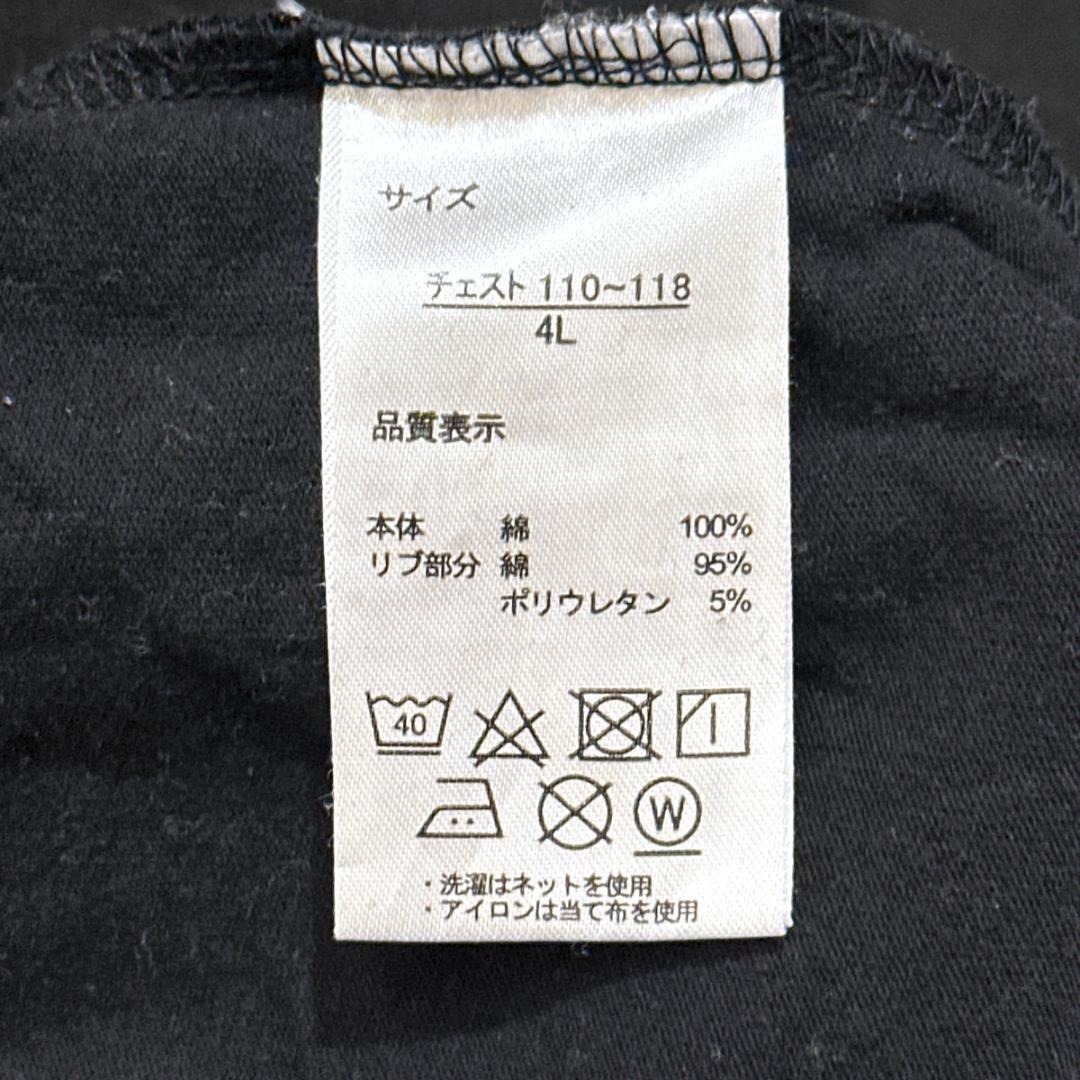 サイズ
チェスト 110~118
4L
品質表示
本体 綿 100%
リブ部分 綿 95%
ポリウレタン 5%
40
W
・洗濯はネットを使用
・アイロンは当て布を使用